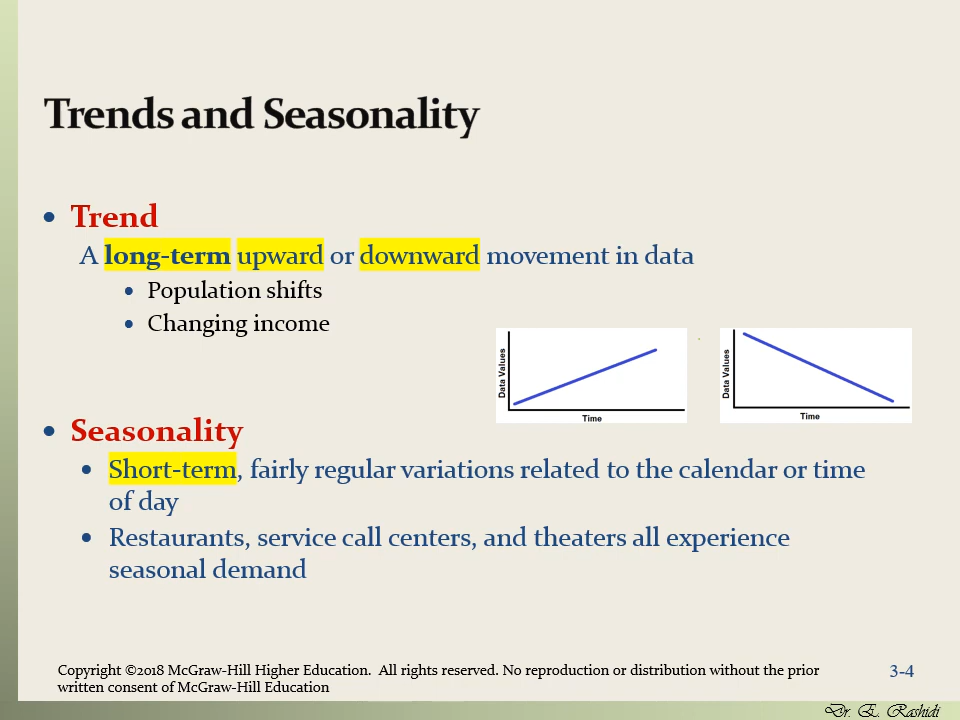 Trends and Seasonality
• Trend
A long-term upward or downward movement in data
• Population shifts
• Changing income
Data Values
Time
Data Values
Time
• Seasonality
• Short-term, fairly regular variations related to the calendar or time
of day
• Restaurants, service call centers, and theaters all experience
seasonal demand
Copyright ©2018 McGraw-Hill Higher Education. All rights reserved. No reproduction or distribution without the prior
written consent of McGraw-Hill Education
3-4
Dr. E. Rashidi